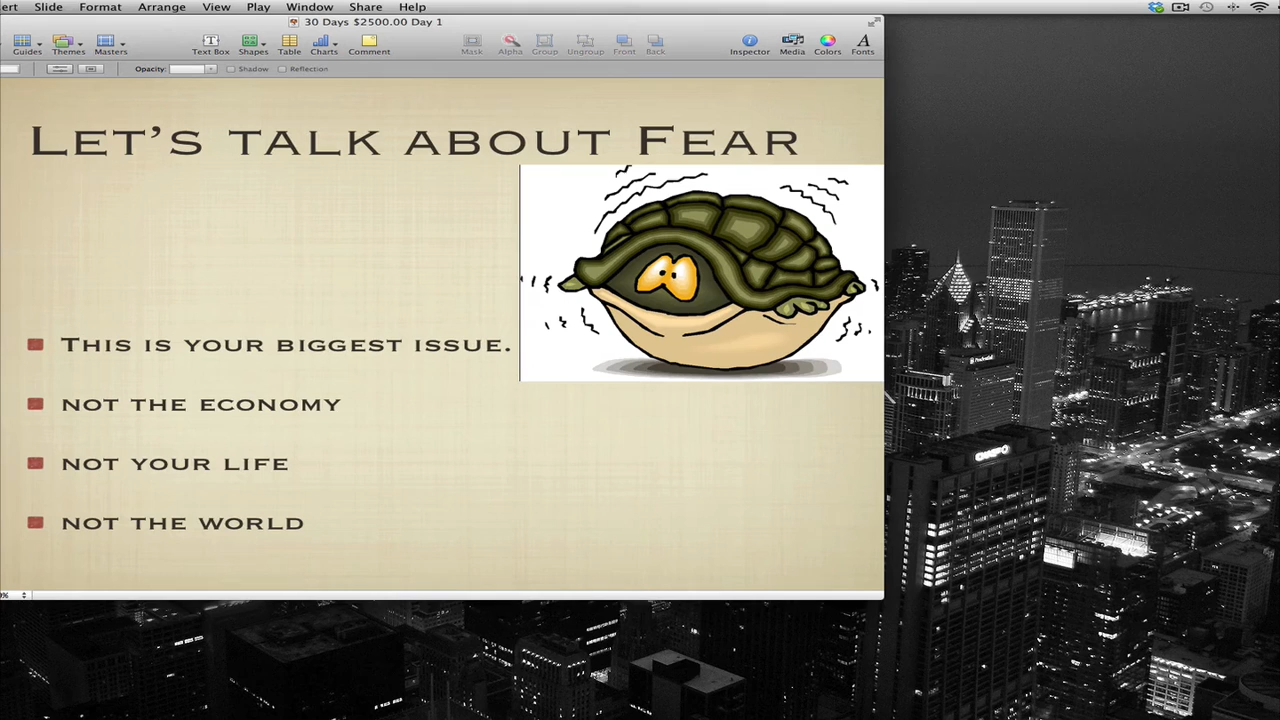 ert Slide Format Arrange View Play Window Share Help
30 Days $2500.00 Day 1
Guides Themes Masters Text Box Shapes Table Charts Comment Mask Alpha Group Ungroup Front Back Inspector Media Colors Fonts
Opacity: Shadow Reflection
Let's talk about Fear
This is your biggest issue.
not the economy
not your life
not the world